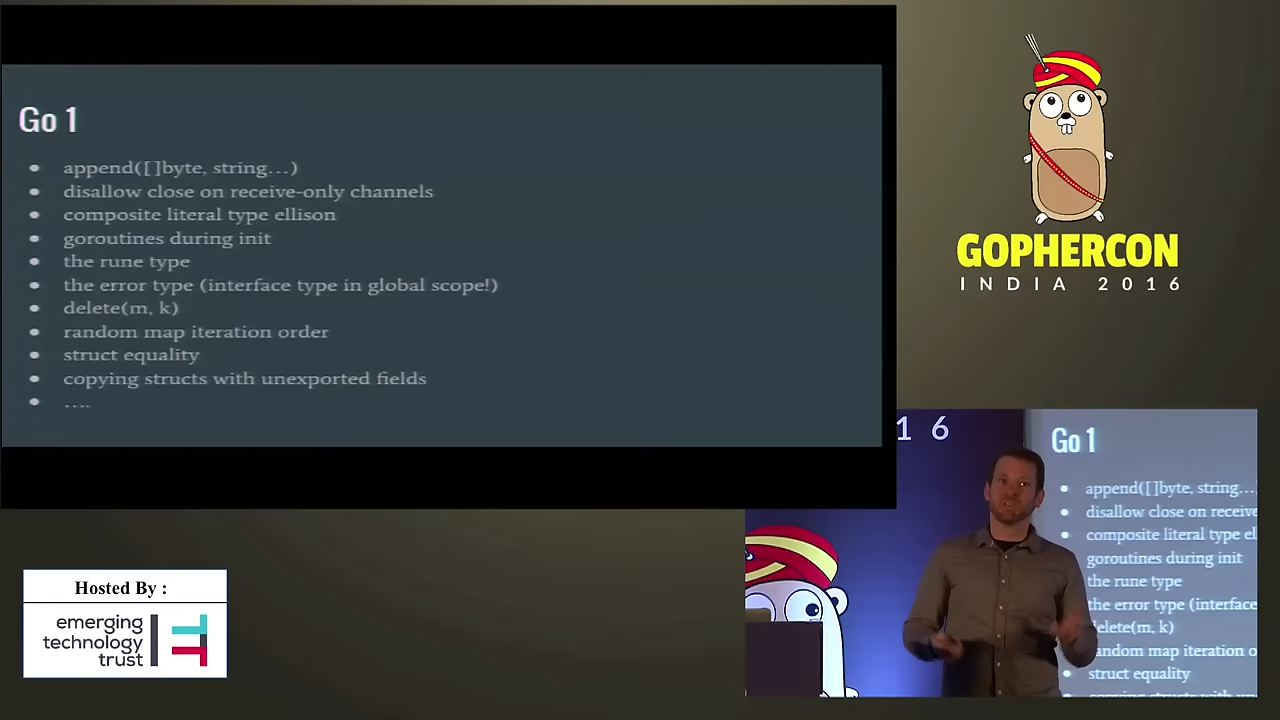 Go 1
append([]byte, string...)
disallow close on receive-only channels
composite literal type ellison
goroutines during init
the rune type
the error type (interface type in global scope!)
delete(m, k)
random map iteration order
struct equality
copying structs with unexported fields
....
GOPHERCON
INDIA 2016
Hosted By :
emerging
technology
trust
1 6
Go 1
append([]byte, string...
disallow close on receive
composite literal type el
goroutines during init
the rune type
the error type (interface
delete(m, k)
random map iteration o
struct equality